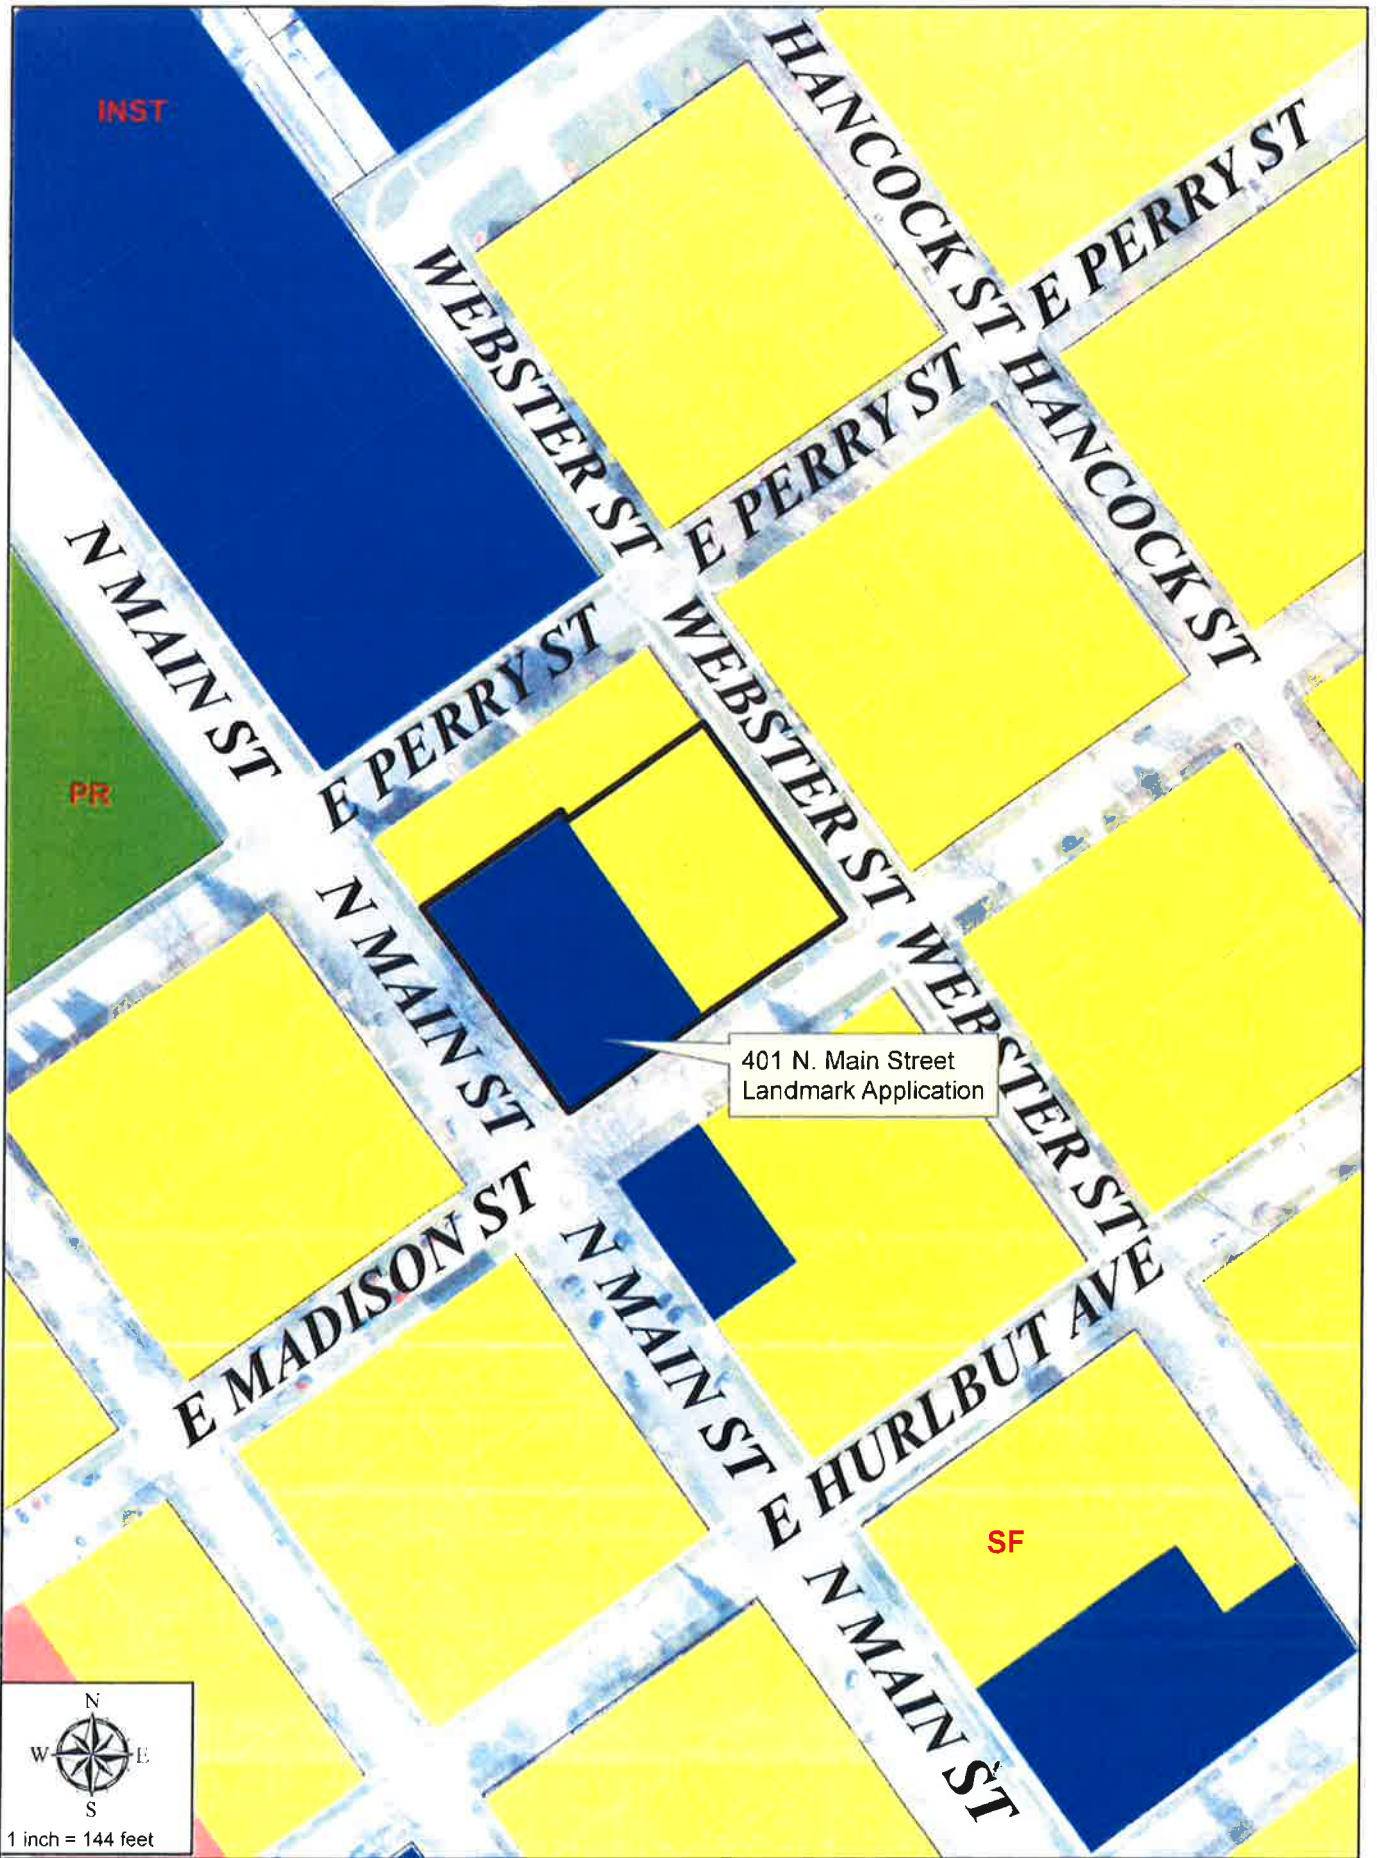 HANCOCK ST
INST
E PERRY ST
WEBSTER ST
E PERRY ST
HANCOCK ST
N MAIN ST
E PERRY ST
WEBSTER ST
PR
N MAIN ST
WEBSTER ST
401 N. Main Street
Landmark Application
E MADISON ST
N MAIN ST
E HURLBUT AVE
SF
N MAIN ST
N
W E
S
1 inch = 144 feet